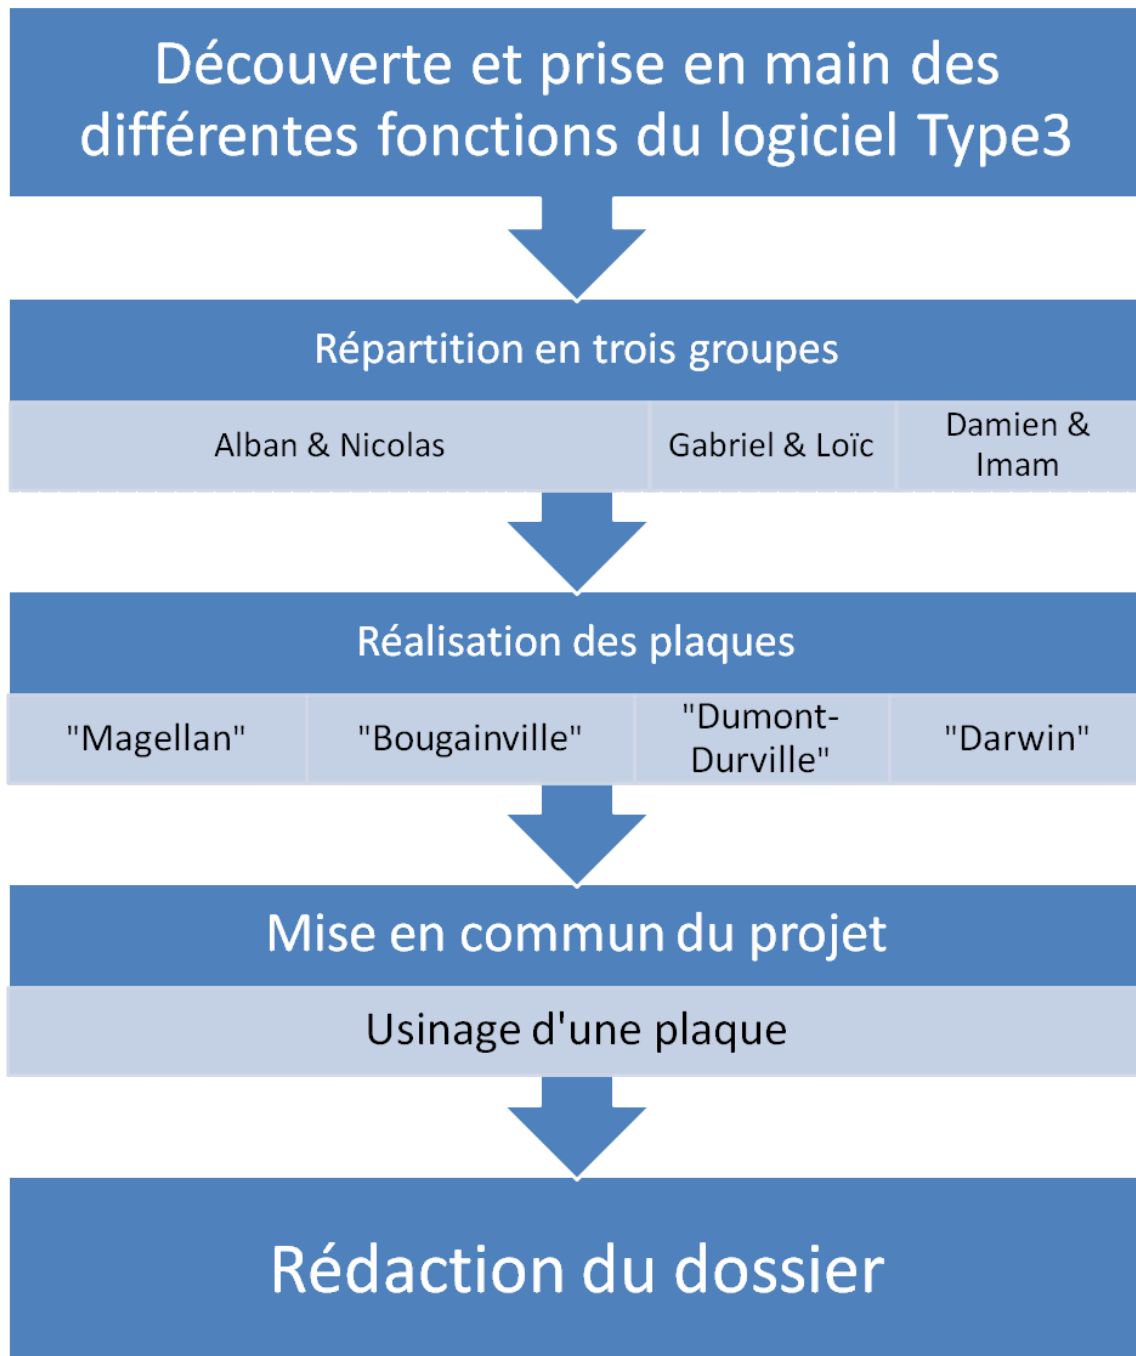 Découverte et prise en main des
différentes fonctions du logiciel Type3
Répartition en trois groupes
Alban & Nicolas
Gabriel & Loïc
Damien &
Imam
Réalisation des plaques
"Magellan"
"Bougainville"
"Dumont-
Durville"
"Darwin"
Mise en commun du projet
Usinage d'une plaque
Rédaction du dossier